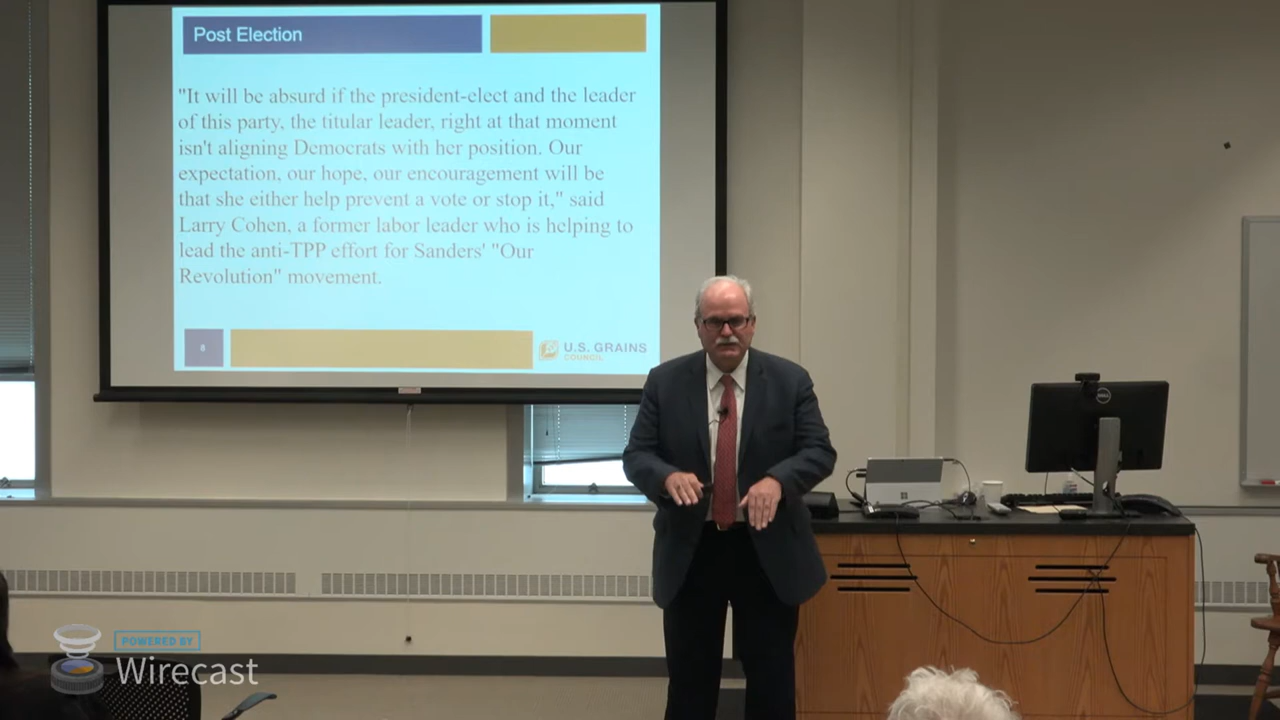 Post Election
"It will be absurd if the president-elect and the leader
of this party, the titular leader, right at that moment
isn't aligning Democrats with her position. Our
expectation, our hope, our encouragement will be
that she either help prevent a vote or stop it," said
Larry Cohen, a former labor leader who is helping to
lead the anti-TPP effort for Sanders' "Our
Revolution" movement.
U.S. GRAINS
COUNCIL
DELL
POWERED BY
Wirecast